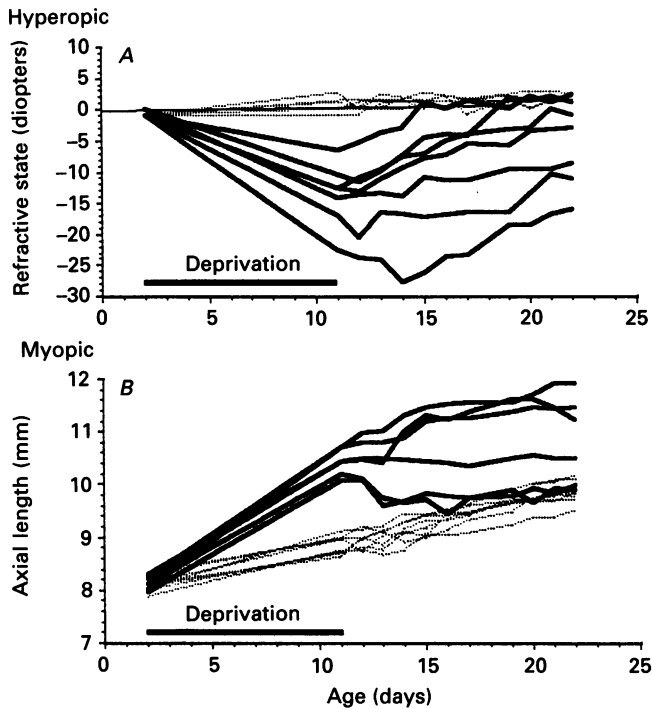 Hyperopic
A
Refractive state (diopters)
10
5
0
−5
−10
−15
−20
−25
−30
Deprivation
0 5 10 15 20 25
Myopic
B
Axial length (mm)
12
11
10
9
8
7
Deprivation
0 5 10 15 20 25
Age (days)